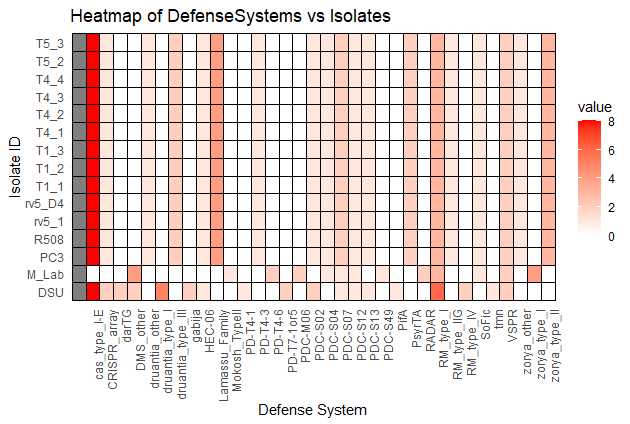 Heatmap of DefenseSystems vs Isolates
Isolate ID
T5_3
T5_2
T4_4
T4_3
T4_2
T4_1
T1_3
T1_2
T1_1
rv5_D4
rv5_1
R508
PC3
M_Lab
DSU
cas_type_I-E
CRISPR_array
darTG
DMS_other
druantia_other
druantia_type_I
druantia_type_III
gabija
HEC-06
Lamassu_Family
Mokosh_TypeII
PD-T4-1
PD-T4-3
PD-T4-6
PD-T7-1or5
PDC-M06
PDC-S02
PDC-S04
PDC-S07
PDC-S12
PDC-S13
PDC-S49
PifA
PsyrTA
RADAR
RM_type_I
RM_type_IIG
RM_type_IV
SoFic
tmn
VSPR
zorya_other
zorya_type_I
zorya_type_II
Defense System
value
8
6
4
2
0